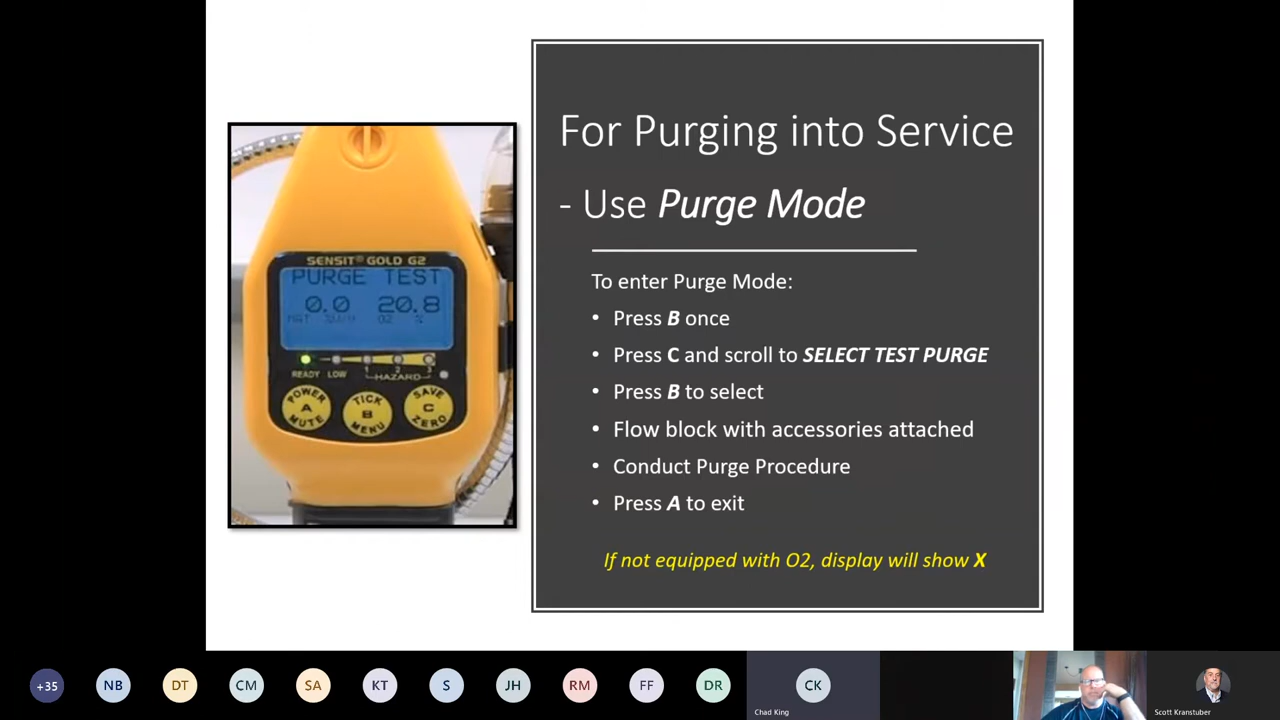 For Purging into Service
- Use Purge Mode
To enter Purge Mode:
• Press B once
• Press C and scroll to SELECT TEST PURGE
• Press B to select
• Flow block with accessories attached
• Conduct Purge Procedure
• Press A to exit
If not equipped with O2, display will show X
SENSIT® GOLD G2
PURGE TEST
0.0 20.8
O2 %
READY LOW 1 2 3
HAZARD
POWER A MUTE
TICK B MENU
SAVE C ZERO
+35 NB DT CM SA KT S JH RM FF DR CK
Chad King
Scott Kranstuber